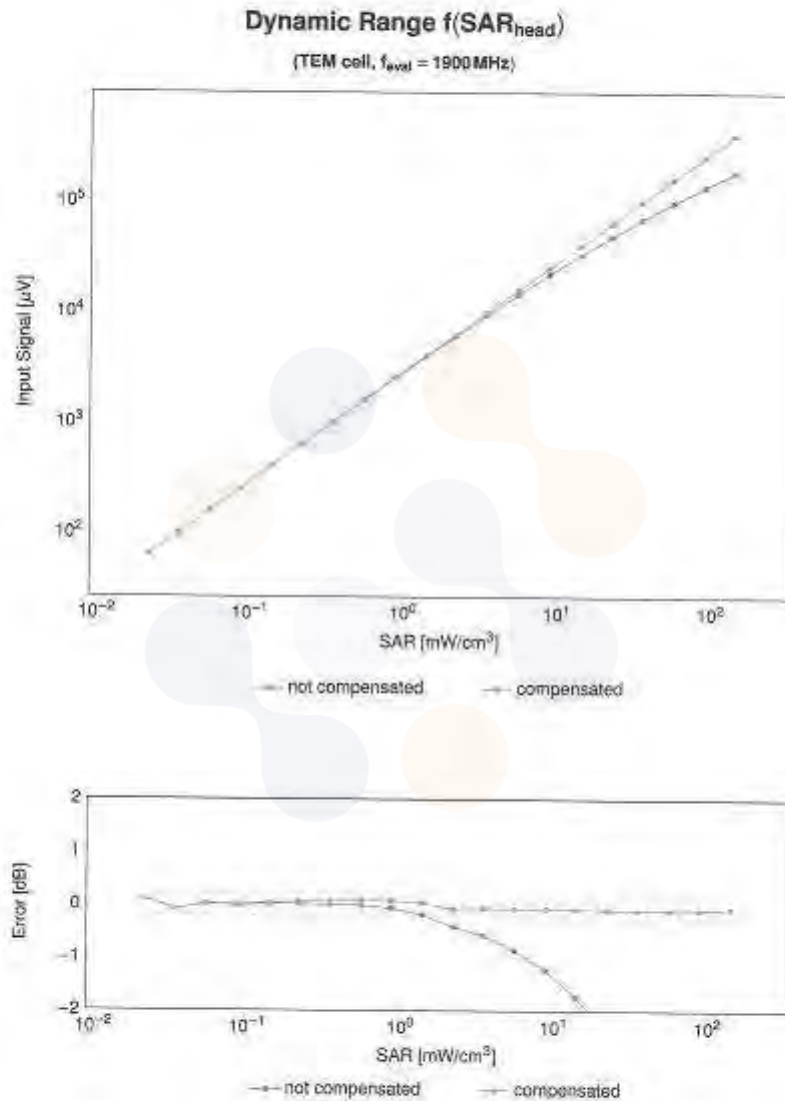 Dynamic Range f(SAR_head)
(TEM cell, f_eval = 1900 MHz)
10⁵
10⁴
10³
10²
Input Signal [µV]
10⁻² 10⁻¹ 10⁰ 10¹ 10²
SAR [mW/cm³]
not compensated compensated
2
1
0
-1
-2
Error [dB]
10⁻² 10⁻¹ 10⁰ 10¹ 10²
SAR [mW/cm³]
not compensated compensated